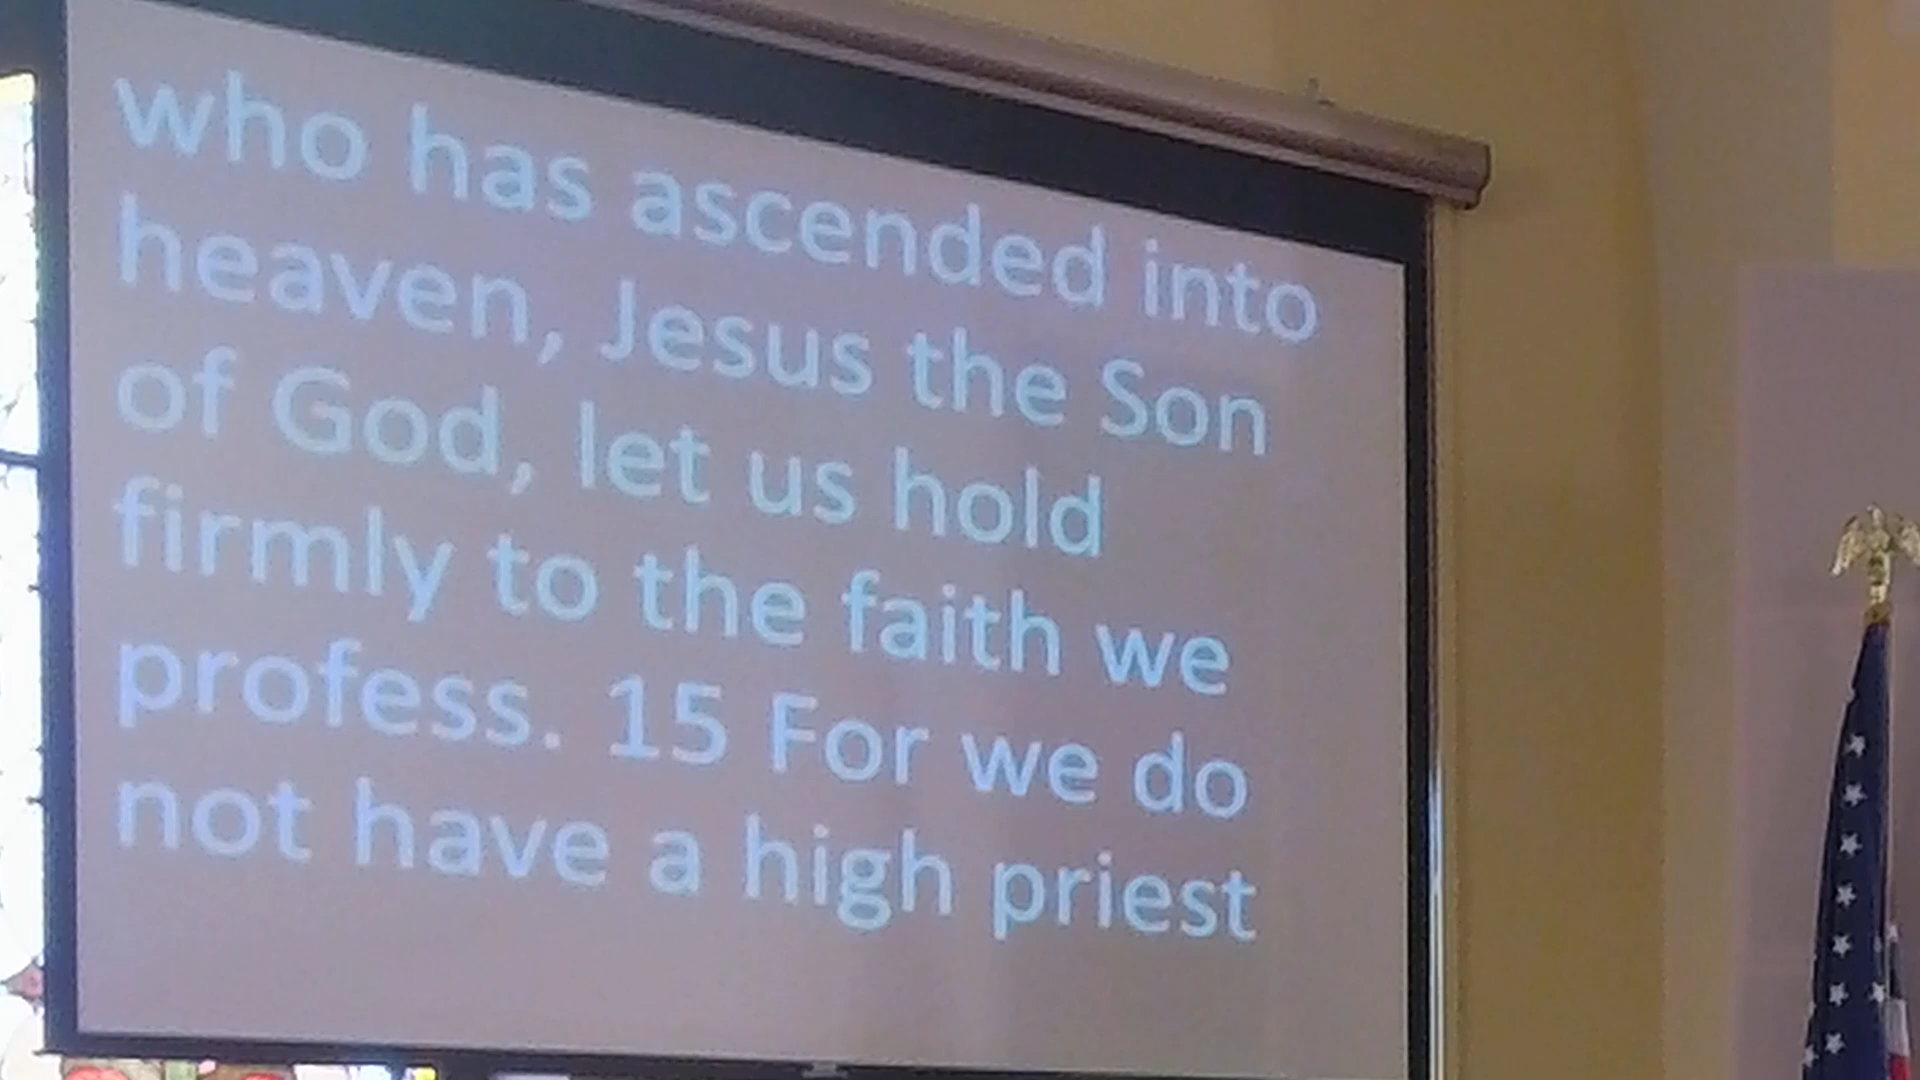 who has ascended into
heaven, Jesus the Son
of God, let us hold
firmly to the faith we
profess. 15 For we do
not have a high priest